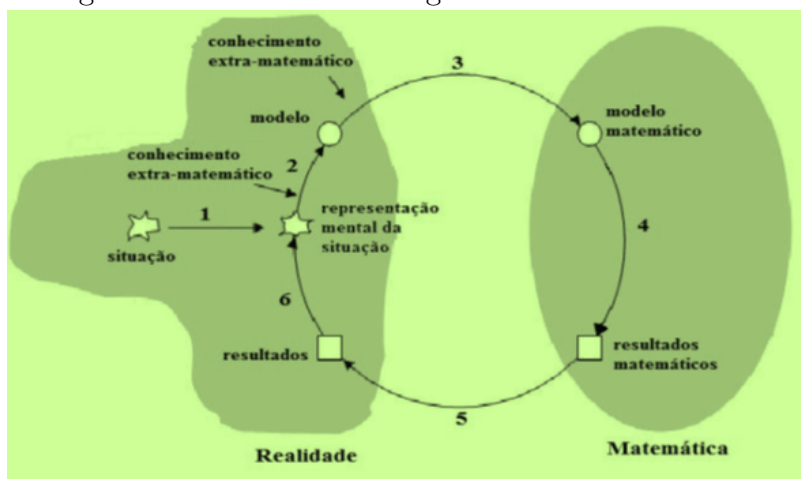 conhecimento
extra-matemático
3
modelo
modelo
matemático
conhecimento
extra-matemático
2
1
situação
representação
mental da
situação
4
6
resultados
resultados
matemáticos
5
Realidade
Matemática